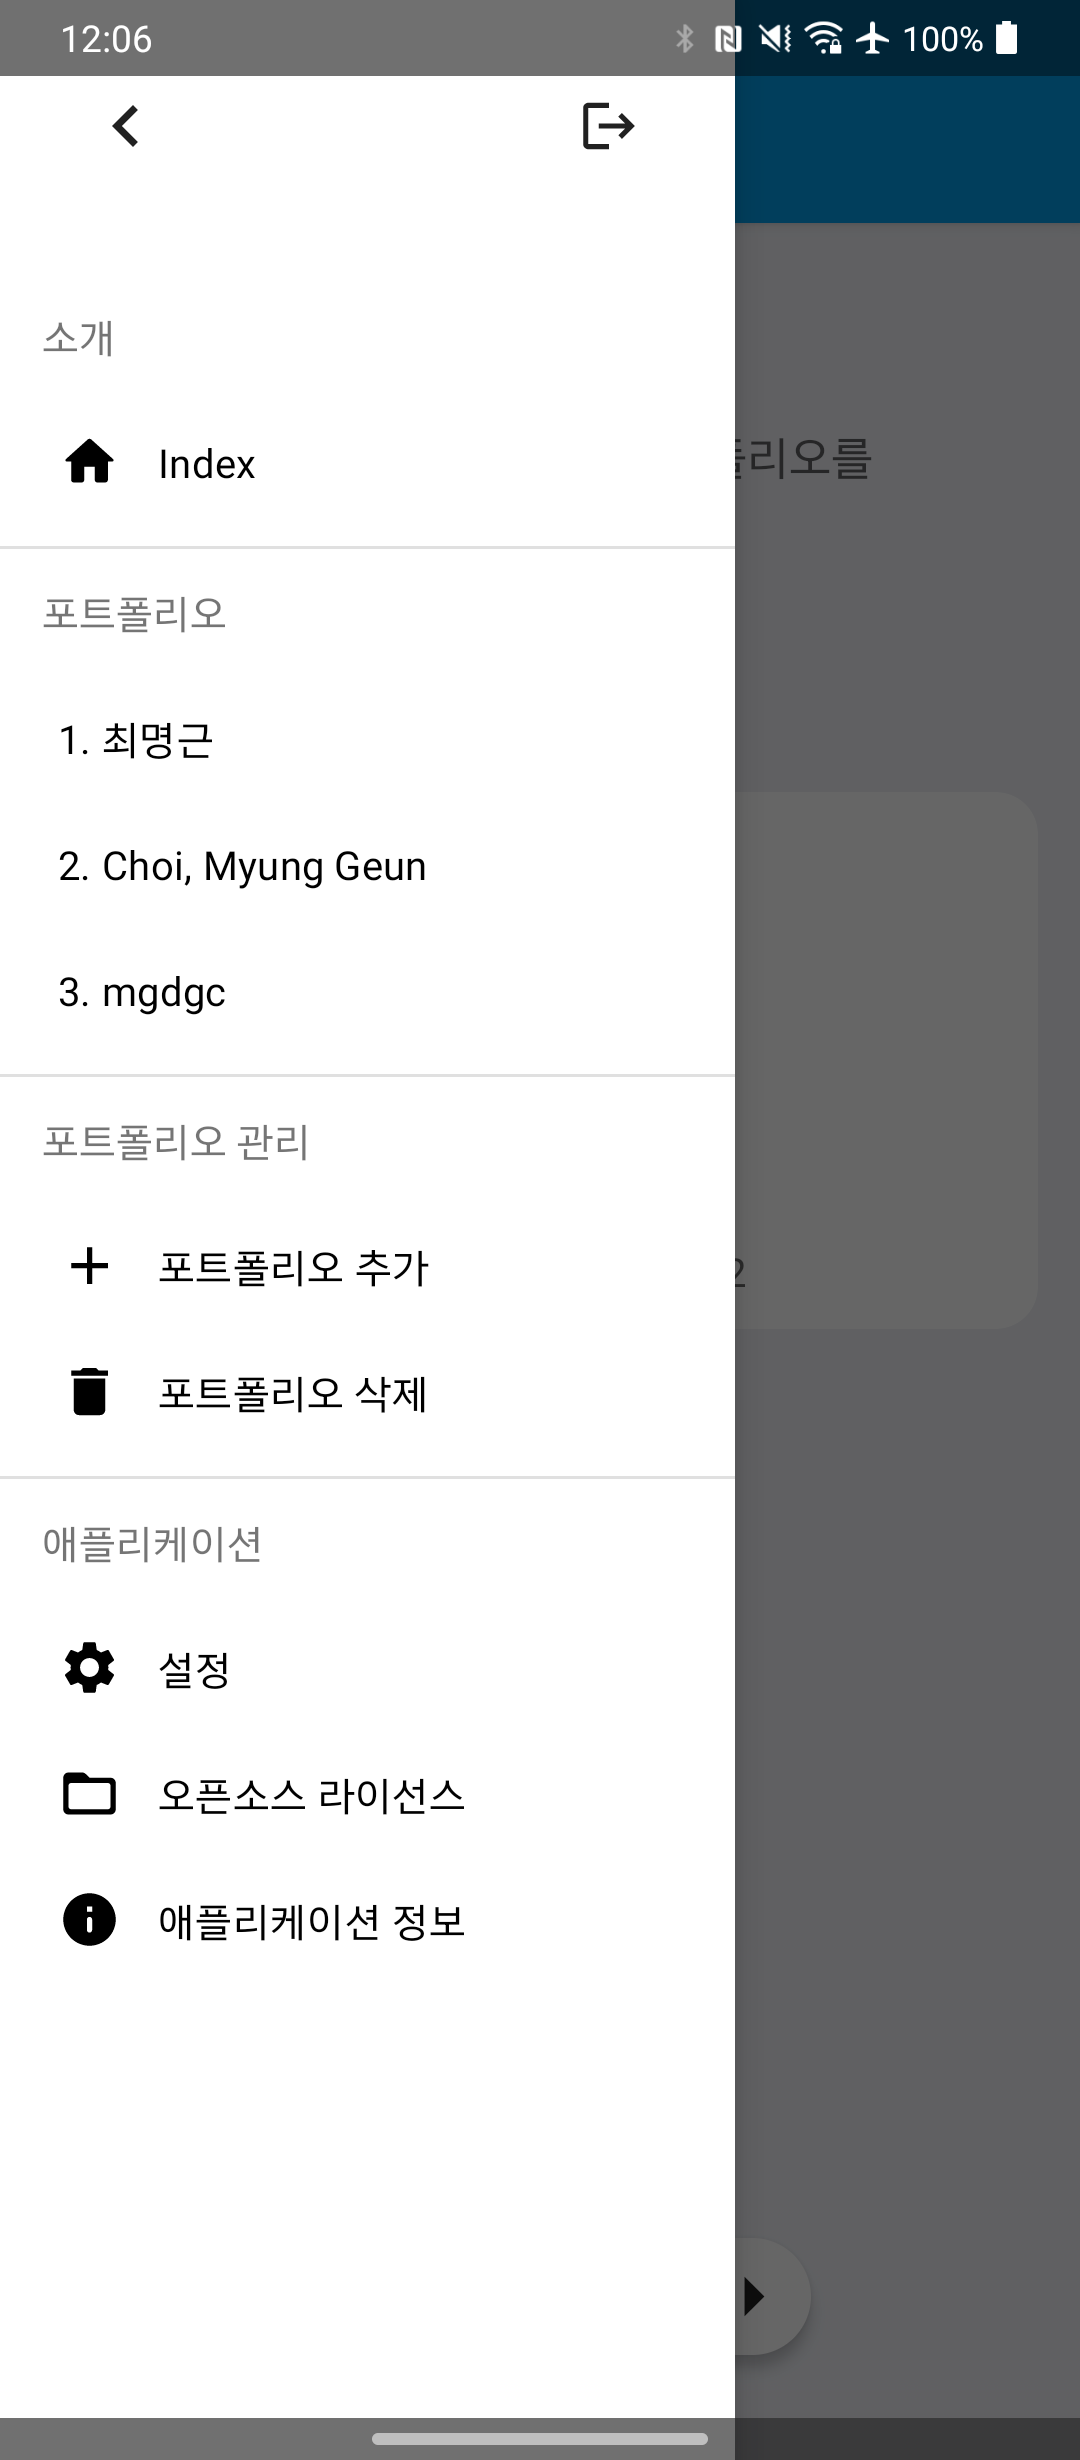 12:06
100%
소개
리오를
Index
포트폴리오
1. 최명근
2. Choi, Myung Geun
3. mgdgc
포트폴리오 관리
포트폴리오 추가
2
포트폴리오 삭제
애플리케이션
설정
오픈소스 라이선스
애플리케이션 정보